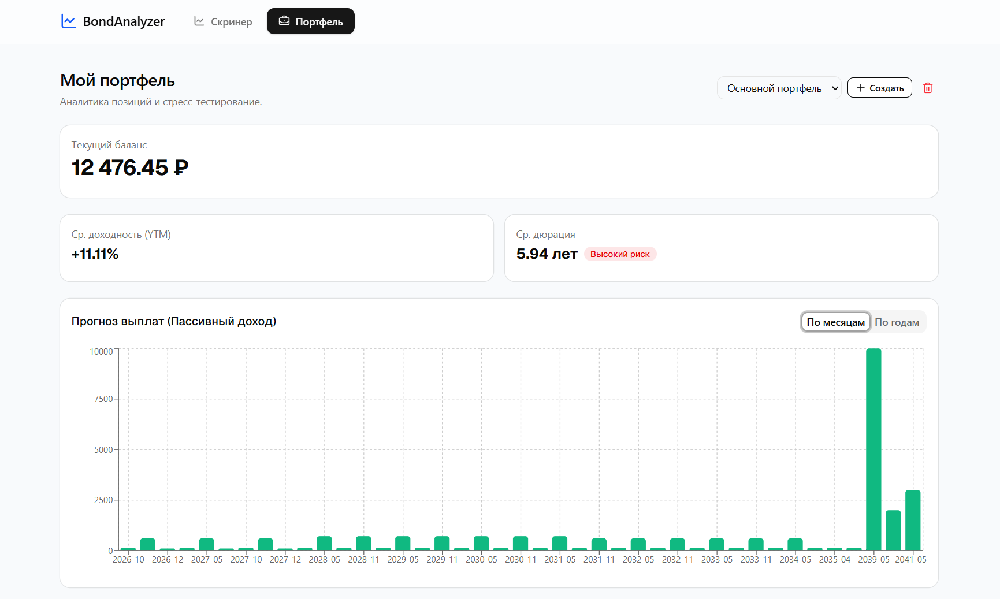 BondAnalyzer Скринер Портфель
Мой портфель
Аналитика позиций и стресс-тестирование.
Основной портфель + Создать
Текущий баланс
12 476.45 ₽
Ср. доходность (YTM)
+11.11%
Ср. дюрация
5.94 лет Высокий риск
Прогноз выплат (Пассивный доход)
По месяцам По годам
10000
7500
5000
2500
0
2026-10 2026-12 2027-05 2027-10 2027-12 2028-05 2028-11 2029-05 2029-11 2030-05 2030-11 2031-05 2031-11 2032-05 2032-11 2033-05 2033-11 2034-05 2035-04 2039-05 2041-05